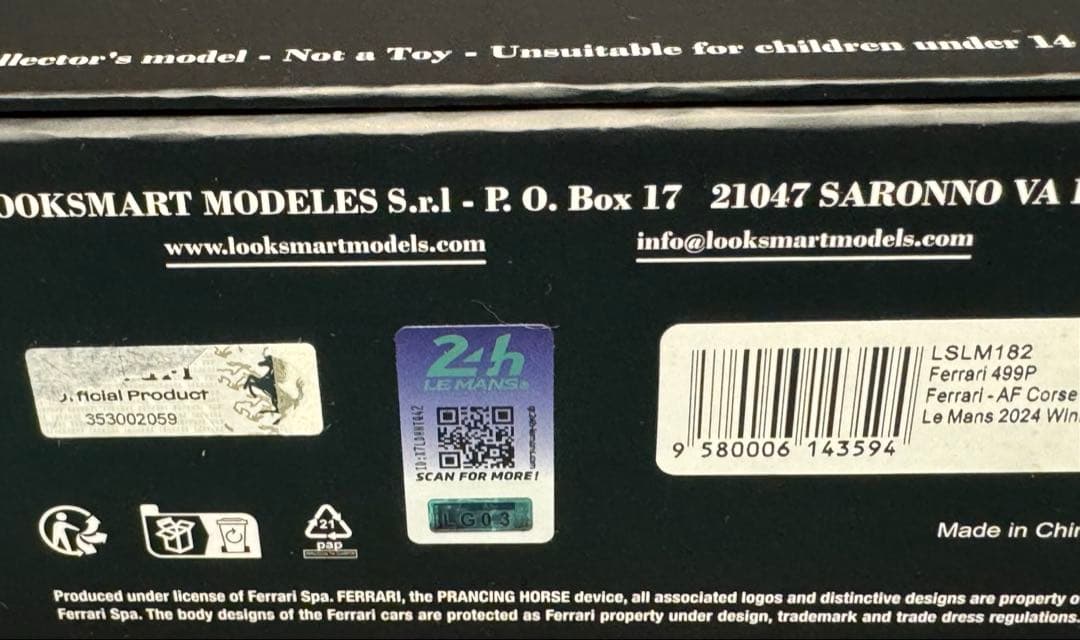 llector's model - Not a Toy - Unsuitable for children under 14
OOKSMART MODELES S.r.l - P. O. Box 17 21047 SARONNO VA
www.looksmartmodels.com
info@looksmartmodels.com
fficial Product
353002059
24h
LE MANS
SCAN FOR MORE!
LG03
LSLM182
Ferrari 499P
Ferrari - AF Corse
Le Mans 2024 Win
9 580006 143594
21
pap
Made in Chin
Produced under license of Ferrari Spa. FERRARI, the PRANCING HORSE device, all associated logos and distinctive designs are property o
Ferrari Spa. The body designs of the Ferrari cars are protected as Ferrari property under design, trademark and trade dress regulations.